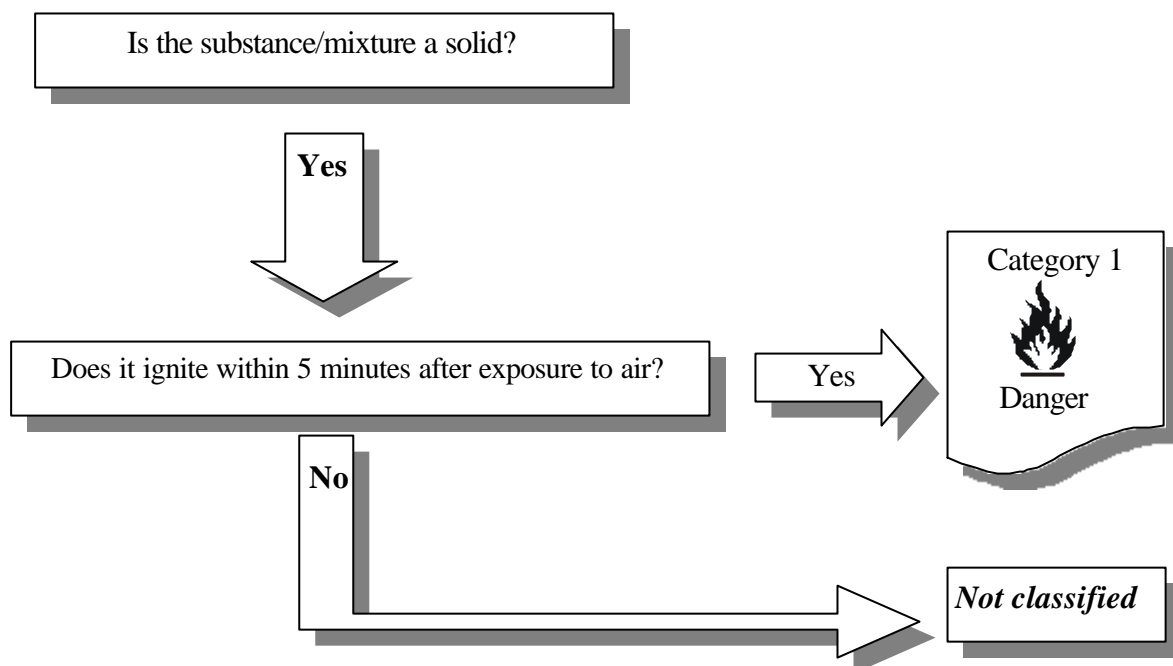 Is the substance/mixture a solid?
Yes
Does it ignite within 5 minutes after exposure to air?
Yes
Category 1
Danger
No
Not classified